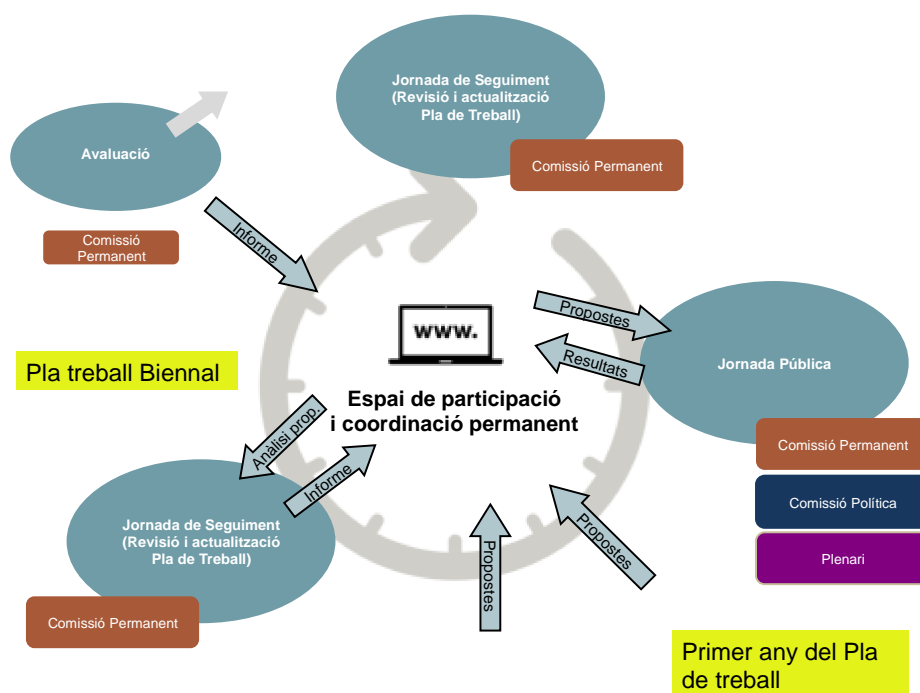 Jornada de Seguiment
(Revisió i actualització
Pla de Treball)
Comissió Permanent
Avaluació
Comissió
Permanent
Informe
Propostes
Resultats
Jornada Pública
www.
Espai de participació
i coordinació permanent
Pla treball Biennal
Anàlisi prop.
Informe
Jornada de Seguiment
(Revisió i actualització
Pla de Treball)
Comissió Permanent
Propostes
Propostes
Comissió Permanent
Comissió Política
Plenari
Primer any del Pla
de treball